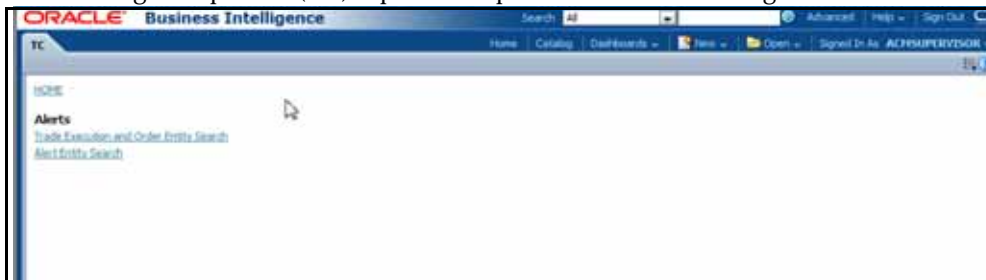 ORACLE Business Intelligence Search All Advanced Help Sign Out
TC Home Catalog Dashboards New Open Signed In As ACMSUPERVISOR
HOME
Alerts
Trade Execution and Order Entity Search
Alert Entity Search